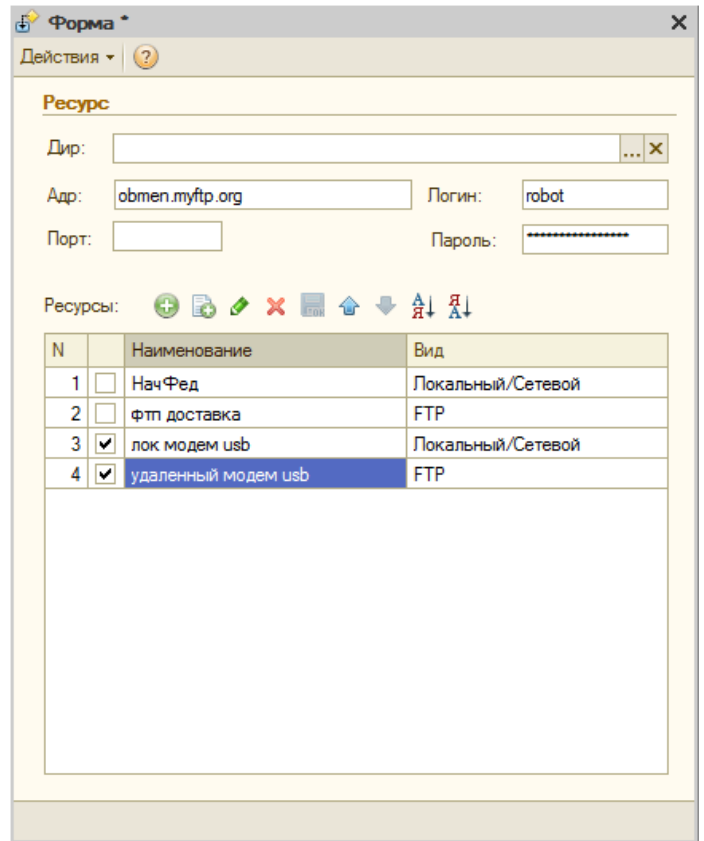 Форма *
Действия
Ресурс
Дир:
Адр: obmen.myftp.org Логин: robot
Порт: Пароль: ****************
Ресурсы:
N Наименование Вид
1 НачФед Локальный/Сетевой
2 фтп доставка FTP
3 лок модем usb Локальный/Сетевой
4 удаленный модем usb FTP